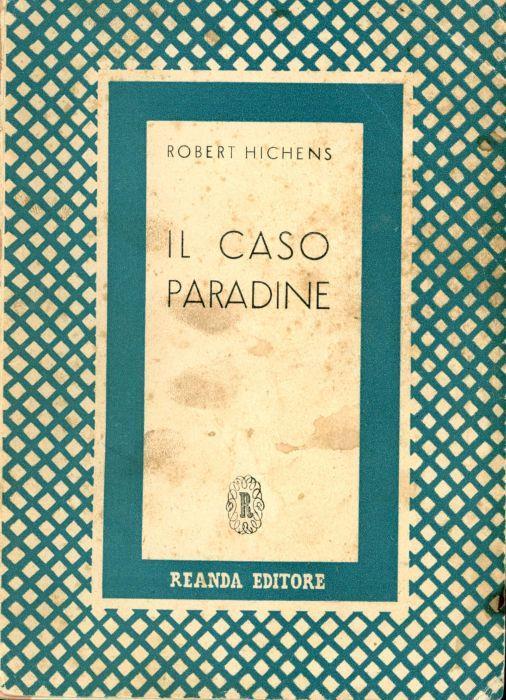 ROBERT HICHENS
IL CASO
PARADINE
R
REANDA EDITORE